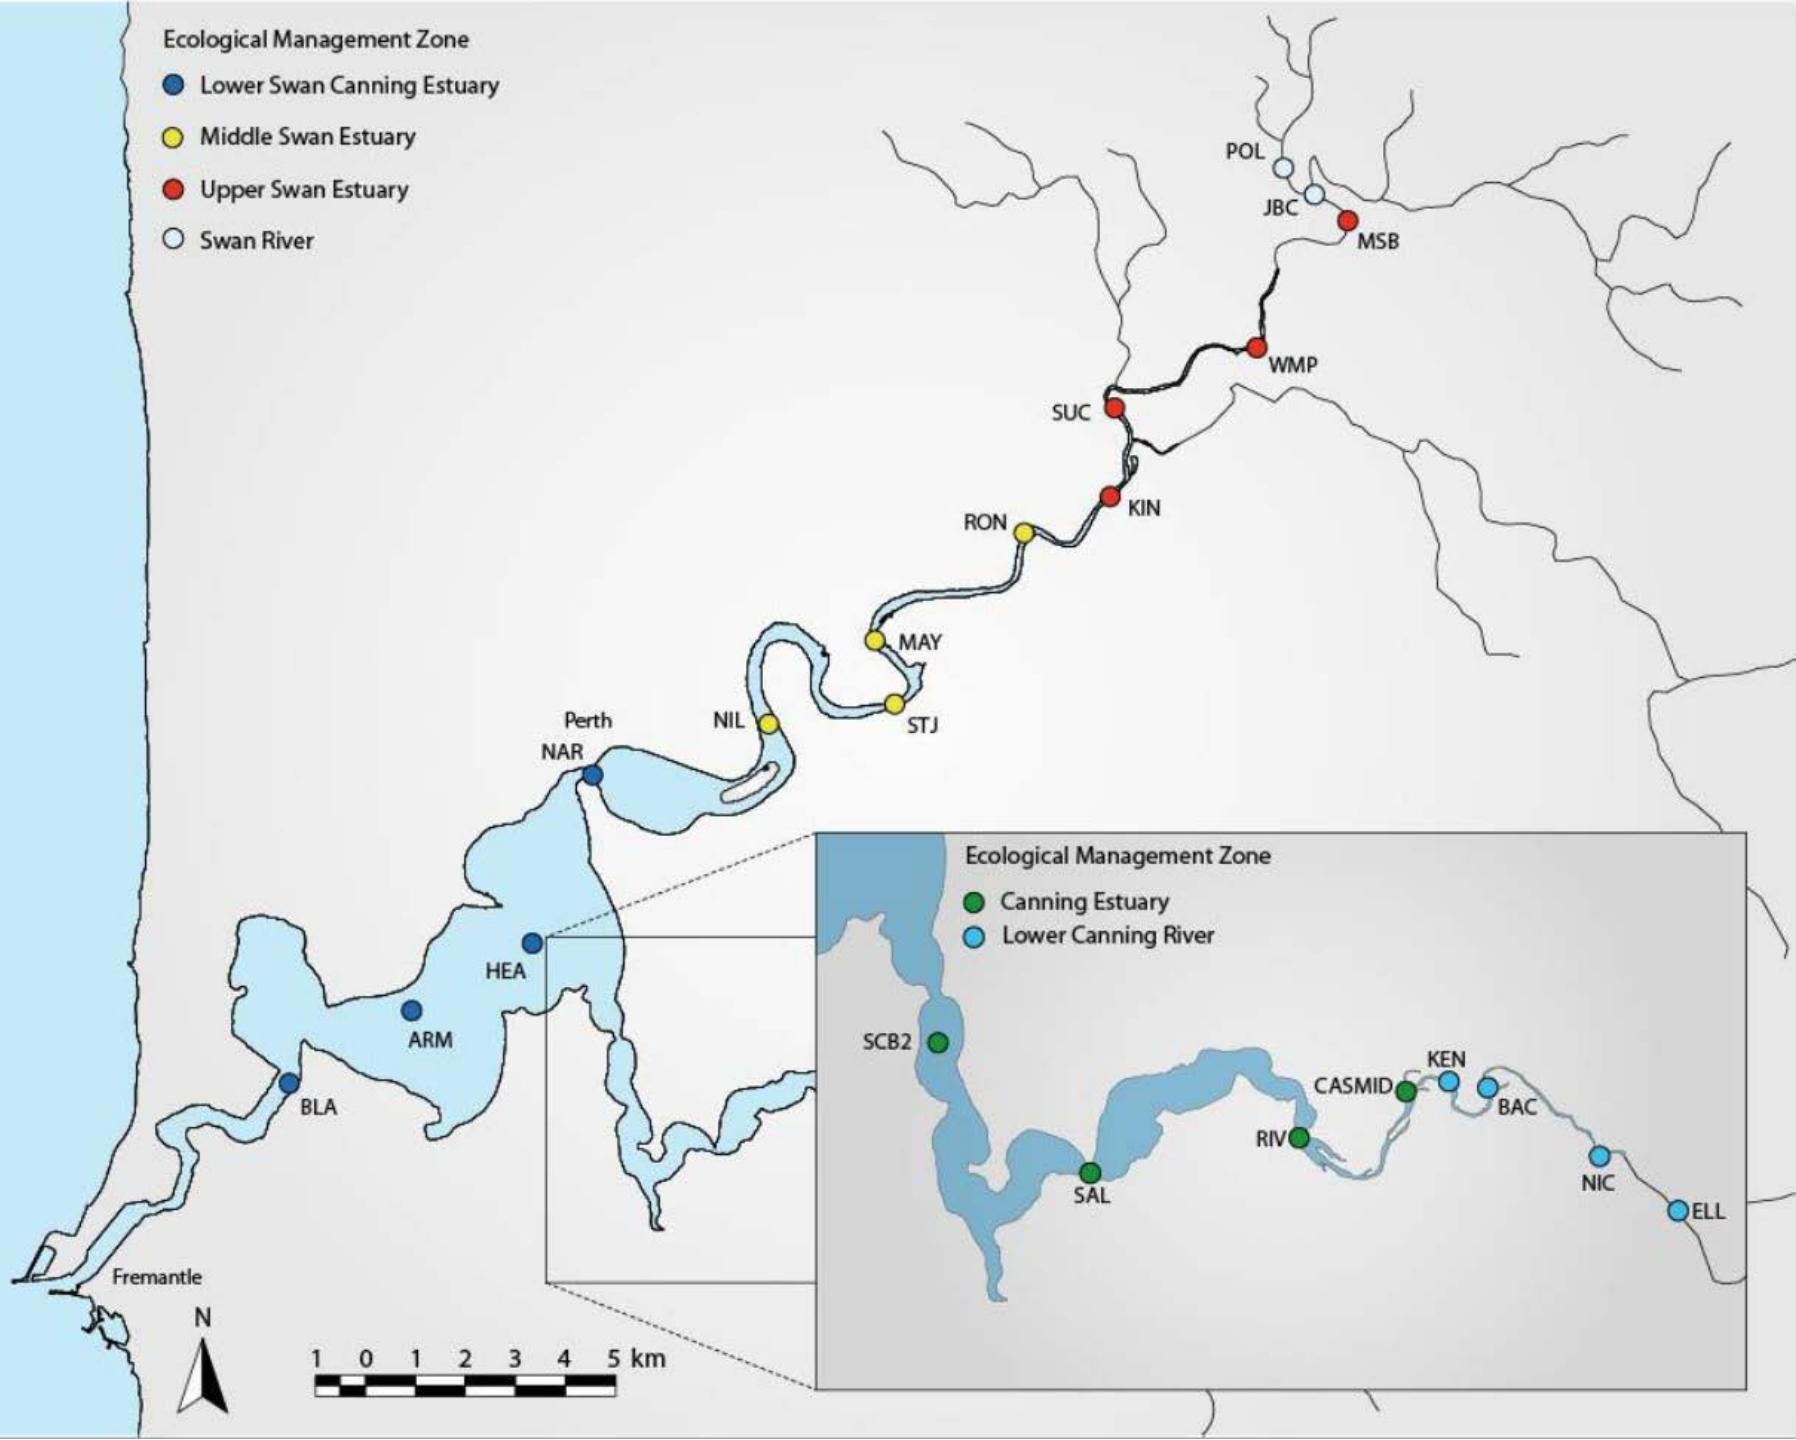 Ecological Management Zone
Lower Swan Canning Estuary
Middle Swan Estuary
Upper Swan Estuary
Swan River
POL
JBC
MSB
WMP
SUC
KIN
RON
MAY
STJ
NIL
Perth
NAR
HEA
ARM
BLA
Fremantle
N
1 0 1 2 3 4 5 km
Ecological Management Zone
Canning Estuary
Lower Canning River
SCB2
KEN
CASMID
BAC
RIV
SAL
NIC
ELL